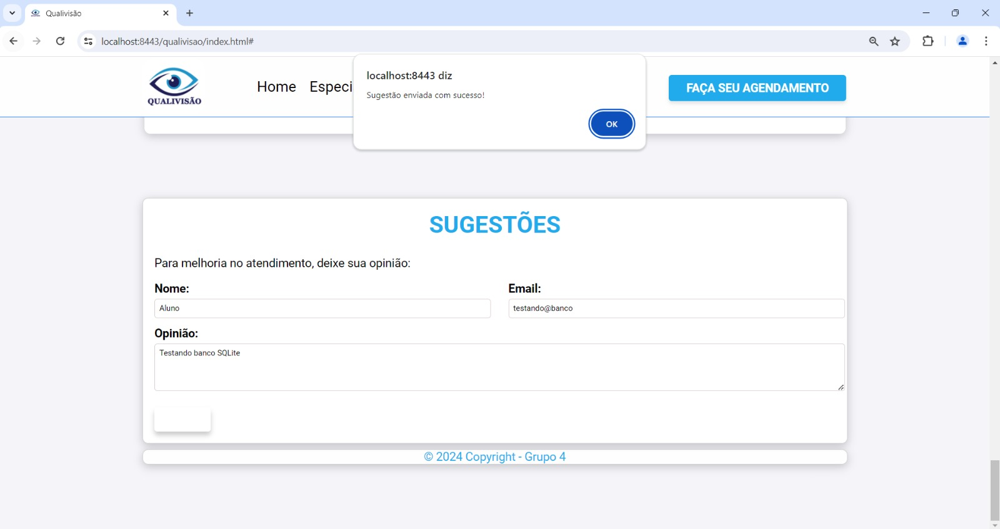 Qualivisão
localhost:8443/qualivisao/index.html#
QUALIVISÃO
Home Especi
FAÇA SEU AGENDAMENTO
localhost:8443 diz
Sugestão enviada com sucesso!
OK
SUGESTÕES
Para melhoria no atendimento, deixe sua opinião:
Nome: Email:
Aluno testando@banco
Opinião:
Testando banco SQLite
© 2024 Copyright - Grupo 4